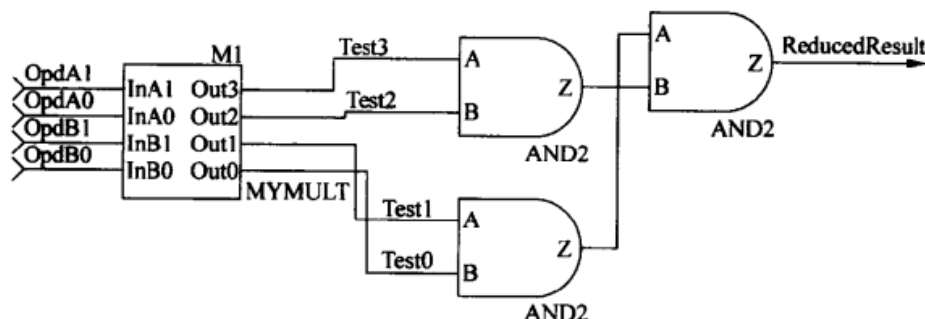 M1
OpdA1
OpdA0
OpdB1
OpdB0
InA1 Out3
InA0 Out2
InB1 Out1
InB0 Out0
MYMULT
Test3
Test2
Test1
Test0
A
B
Z
AND2
A
B
Z
AND2
A
B
Z
AND2
ReducedResult